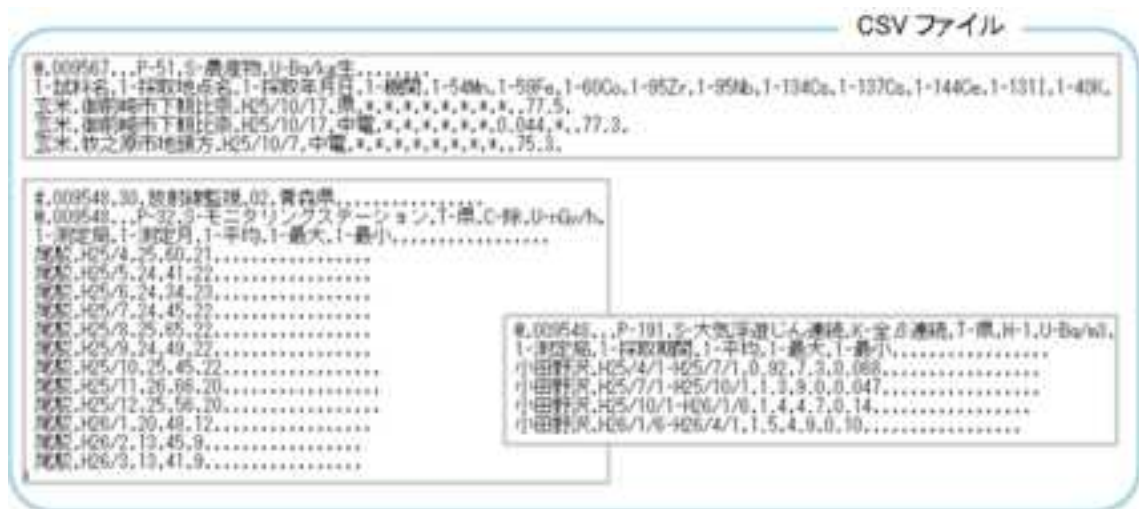 CSV ファイル
@,009567,,,P-51,S-農産物,U-Bq/kg生,,,,,,,,
1-試料名,1-採取地点名,1-採取年月日,1-機関,1-54Mn,1-59Fe,1-60Co,1-95Zr,1-95Nb,1-134Cs,1-137Cs,1-144Ce,1-131I,1-40K,
玄米,御前崎市下朝比奈,H25/10/17,県,*,*,*,*,*,*,*,*,,77.5,
玄米,御前崎市下朝比奈,H25/10/17,中電,*,*,*,*,*,*,0.044,*,,77.3,
玄米,牧之原市地頭方,H25/10/7,中電,*,*,*,*,*,*,*,*,,75.3,
#,009548,30,放射線監視,02,青森県,,,,,,,,,,,,,,,,,
@,009548,,,P-32,S-モニタリングステーション,T-県,C-除,U-nGy/h,
1-測定局,1-測定月,1-平均,1-最大,1-最小,,,,,,,,,,,,,,,,,
尾駮,H25/4,25,60,21,,,,,,,,,,,,,,,,,
尾駮,H25/5,24,41,22,,,,,,,,,,,,,,,,,
尾駮,H25/6,24,34,23,,,,,,,,,,,,,,,,,
尾駮,H25/7,24,45,22,,,,,,,,,,,,,,,,,
尾駮,H25/8,25,65,22,,,,,,,,,,,,,,,,,
尾駮,H25/9,24,49,22,,,,,,,,,,,,,,,,,
尾駮,H25/10,25,45,22,,,,,,,,,,,,,,,,,
尾駮,H25/11,26,66,20,,,,,,,,,,,,,,,,,
尾駮,H25/12,25,56,20,,,,,,,,,,,,,,,,,
尾駮,H26/1,20,48,12,,,,,,,,,,,,,,,,,
尾駮,H26/2,13,45,9,,,,,,,,,,,,,,,,,
尾駮,H26/3,13,41,9,,,,,,,,,,,,,,,,,
@,009548,,,P-191,S-大気浮遊じん連続,K-全β連続,T-県,H-1,U-Bq/m3,
1-測定局,1-採取期間,1-平均,1-最大,1-最小,,,,,,,,,,,,,,,,,
小田野沢,H25/4/1-H25/7/1,0.92,7.3,0.088,,,,,,,,,,,,,,,,,
小田野沢,H25/7/1-H25/10/1,1.3,9.0,0.047,,,,,,,,,,,,,,,,,
小田野沢,H25/10/1-H26/1/6,1.4,4.7,0.14,,,,,,,,,,,,,,,,,
小田野沢,H26/1/6-H26/4/1,1.5,4.9,0.10,,,,,,,,,,,,,,,,,